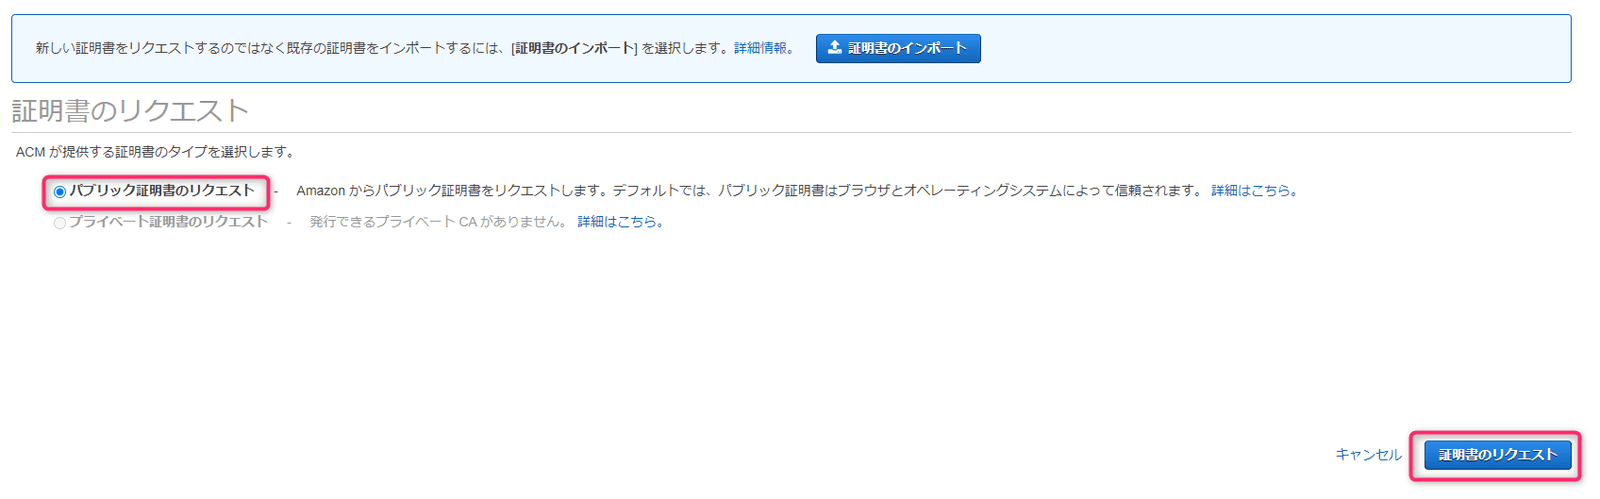 新しい証明書をリクエストするのではなく既存の証明書をインポートするには、[証明書のインポート] を選択します。詳細情報。 証明書のインポート
証明書のリクエスト
ACM が提供する証明書のタイプを選択します。
パブリック証明書のリクエスト - Amazon からパブリック証明書をリクエストします。デフォルトでは、パブリック証明書はブラウザとオペレーティングシステムによって信頼されます。 詳細はこちら。
プライベート証明書のリクエスト - 発行できるプライベート CA がありません。 詳細はこちら。
キャンセル 証明書のリクエスト